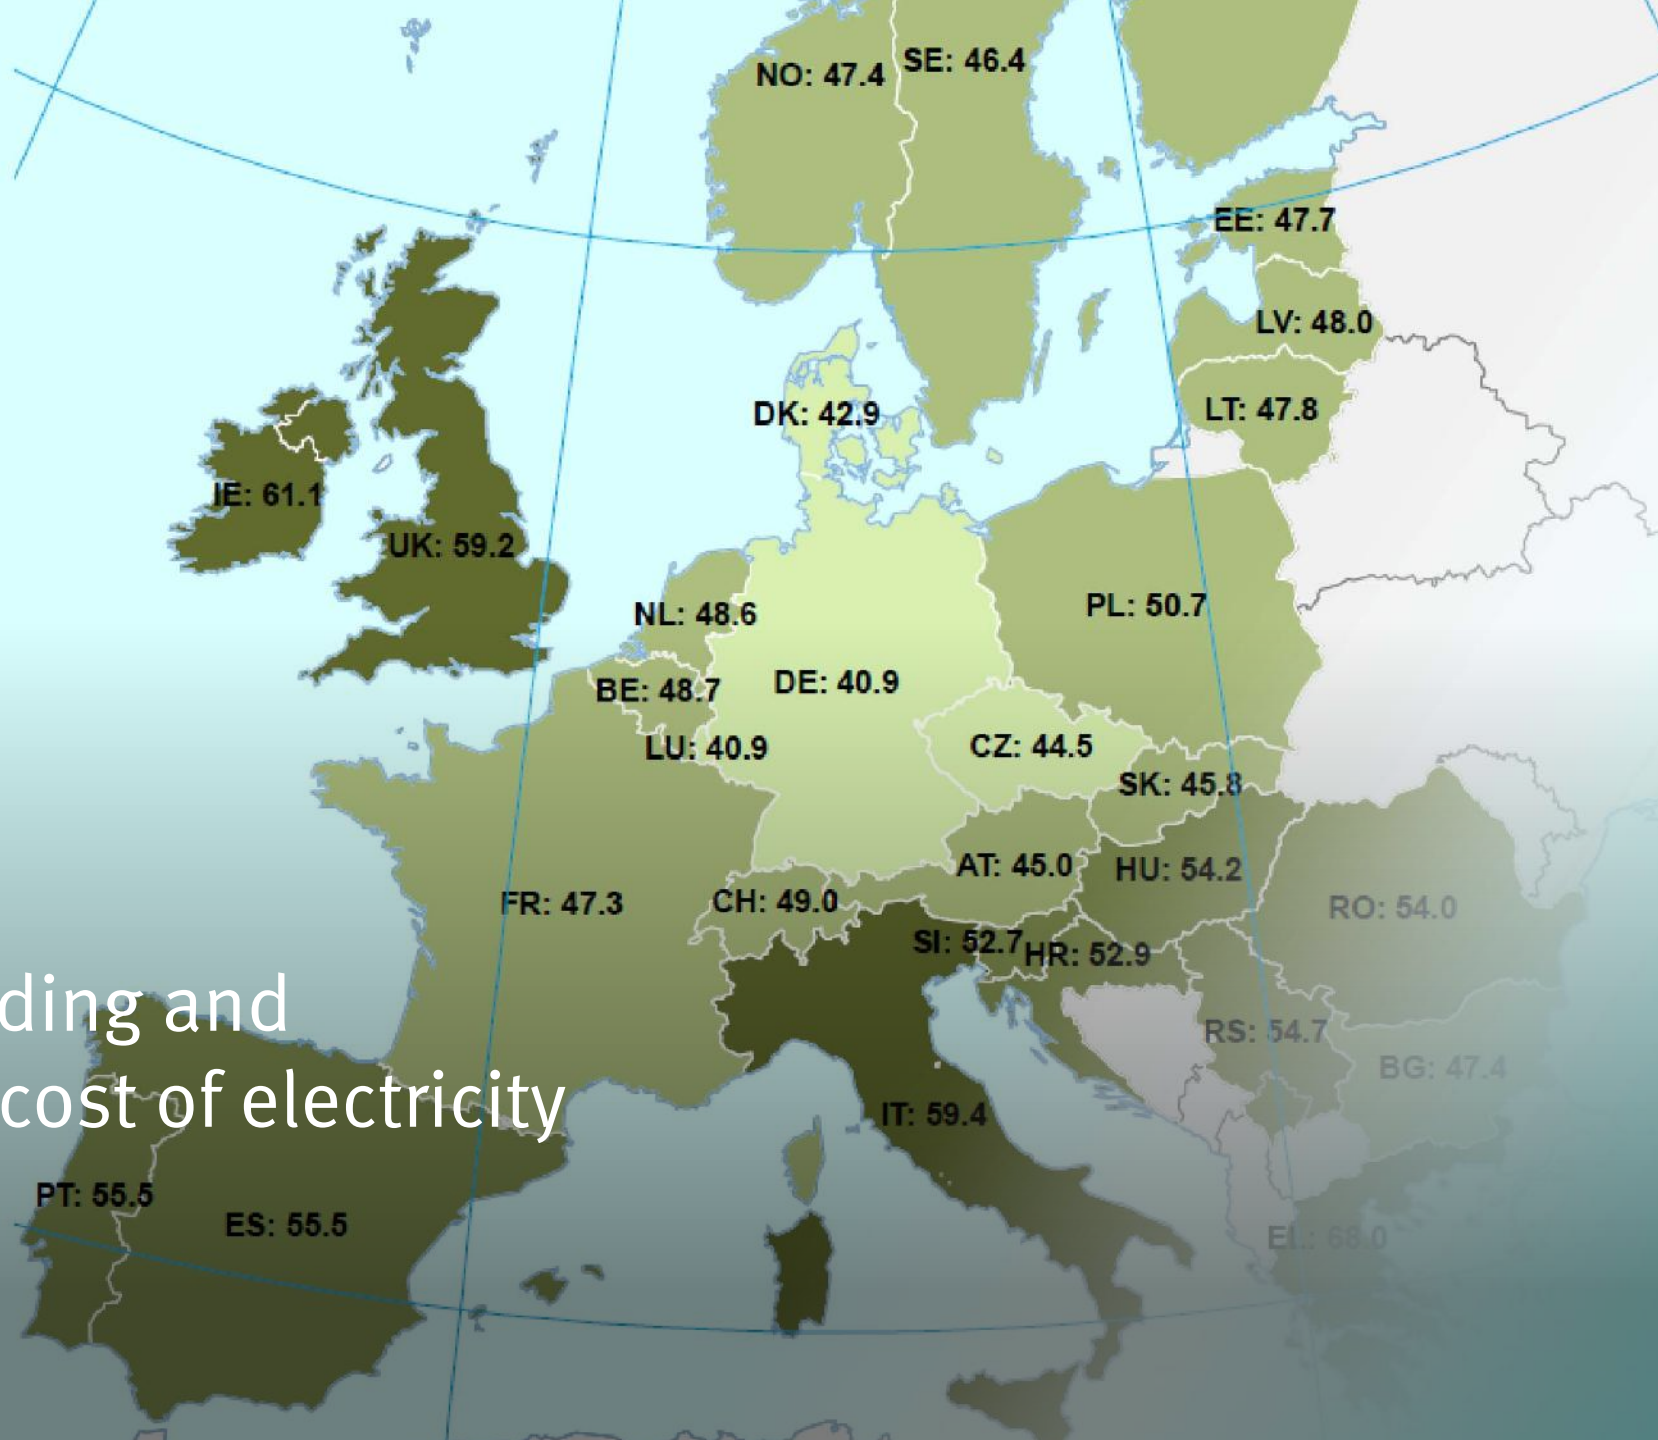 SE: 46.4
NO: 47.4
EE: 47.7
LV: 48.0
LT: 47.8
DK: 42.9
IE: 61.1
UK: 59.2
PL: 50.7
NL: 48.6
DE: 40.9
BE: 48.7
LU: 40.9
CZ: 44.5
SK: 45.8
AT: 45.0
HU: 54.2
CH: 49.0
FR: 47.3
RO: 54.0
SI: 52.7
HR: 52.9
ding and
RS: 54.7
BG: 47.4
cost of electricity
IT: 59.4
PT: 55.5
ES: 55.5
EL: 68.0